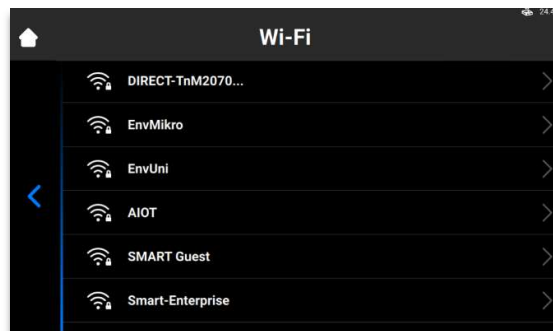 Wi-Fi
DIRECT-TnM2070...
EnvMikro
EnvUni
AIOT
SMART Guest
Smart-Enterprise